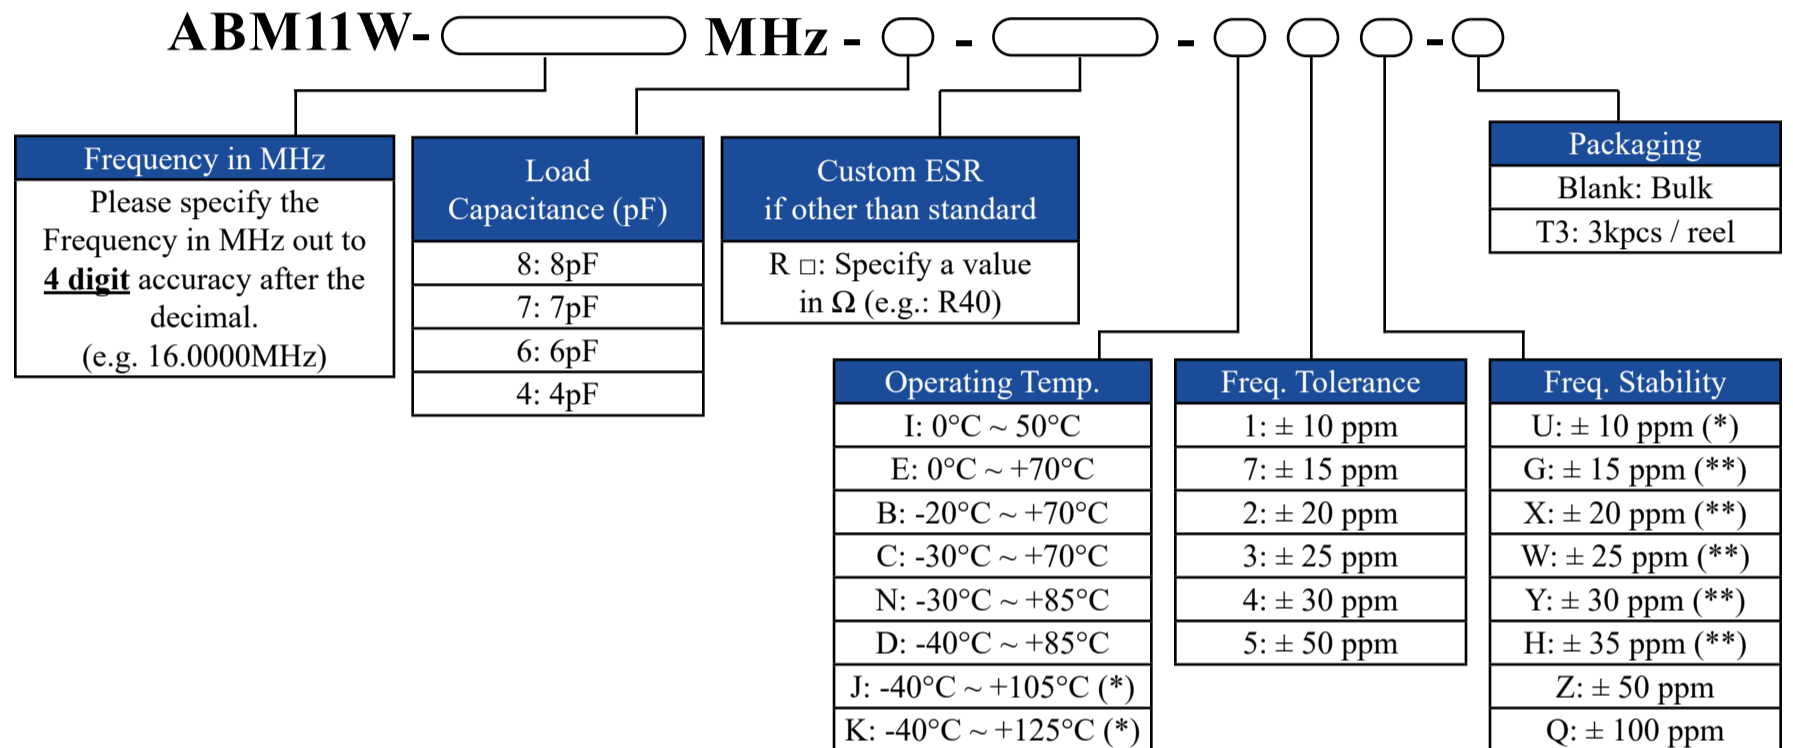 ABM11W- MHz - - - -
Frequency in MHz
Please specify the
Frequency in MHz out to
4 digit accuracy after the
decimal.
(e.g. 16.0000MHz)
Load
Capacitance (pF)
8: 8pF
7: 7pF
6: 6pF
4: 4pF
Custom ESR
if other than standard
R □: Specify a value
in Ω (e.g.: R40)
Packaging
Blank: Bulk
T3: 3kpcs / reel
Operating Temp.
I: 0°C ~ 50°C
E: 0°C ~ +70°C
B: -20°C ~ +70°C
C: -30°C ~ +70°C
N: -30°C ~ +85°C
D: -40°C ~ +85°C
J: -40°C ~ +105°C (*)
K: -40°C ~ +125°C (*)
Freq. Tolerance
1: ± 10 ppm
7: ± 15 ppm
2: ± 20 ppm
3: ± 25 ppm
4: ± 30 ppm
5: ± 50 ppm
Freq. Stability
U: ± 10 ppm (*)
G: ± 15 ppm (**)
X: ± 20 ppm (**)
W: ± 25 ppm (**)
Y: ± 30 ppm (**)
H: ± 35 ppm (**)
Z: ± 50 ppm
Q: ± 100 ppm